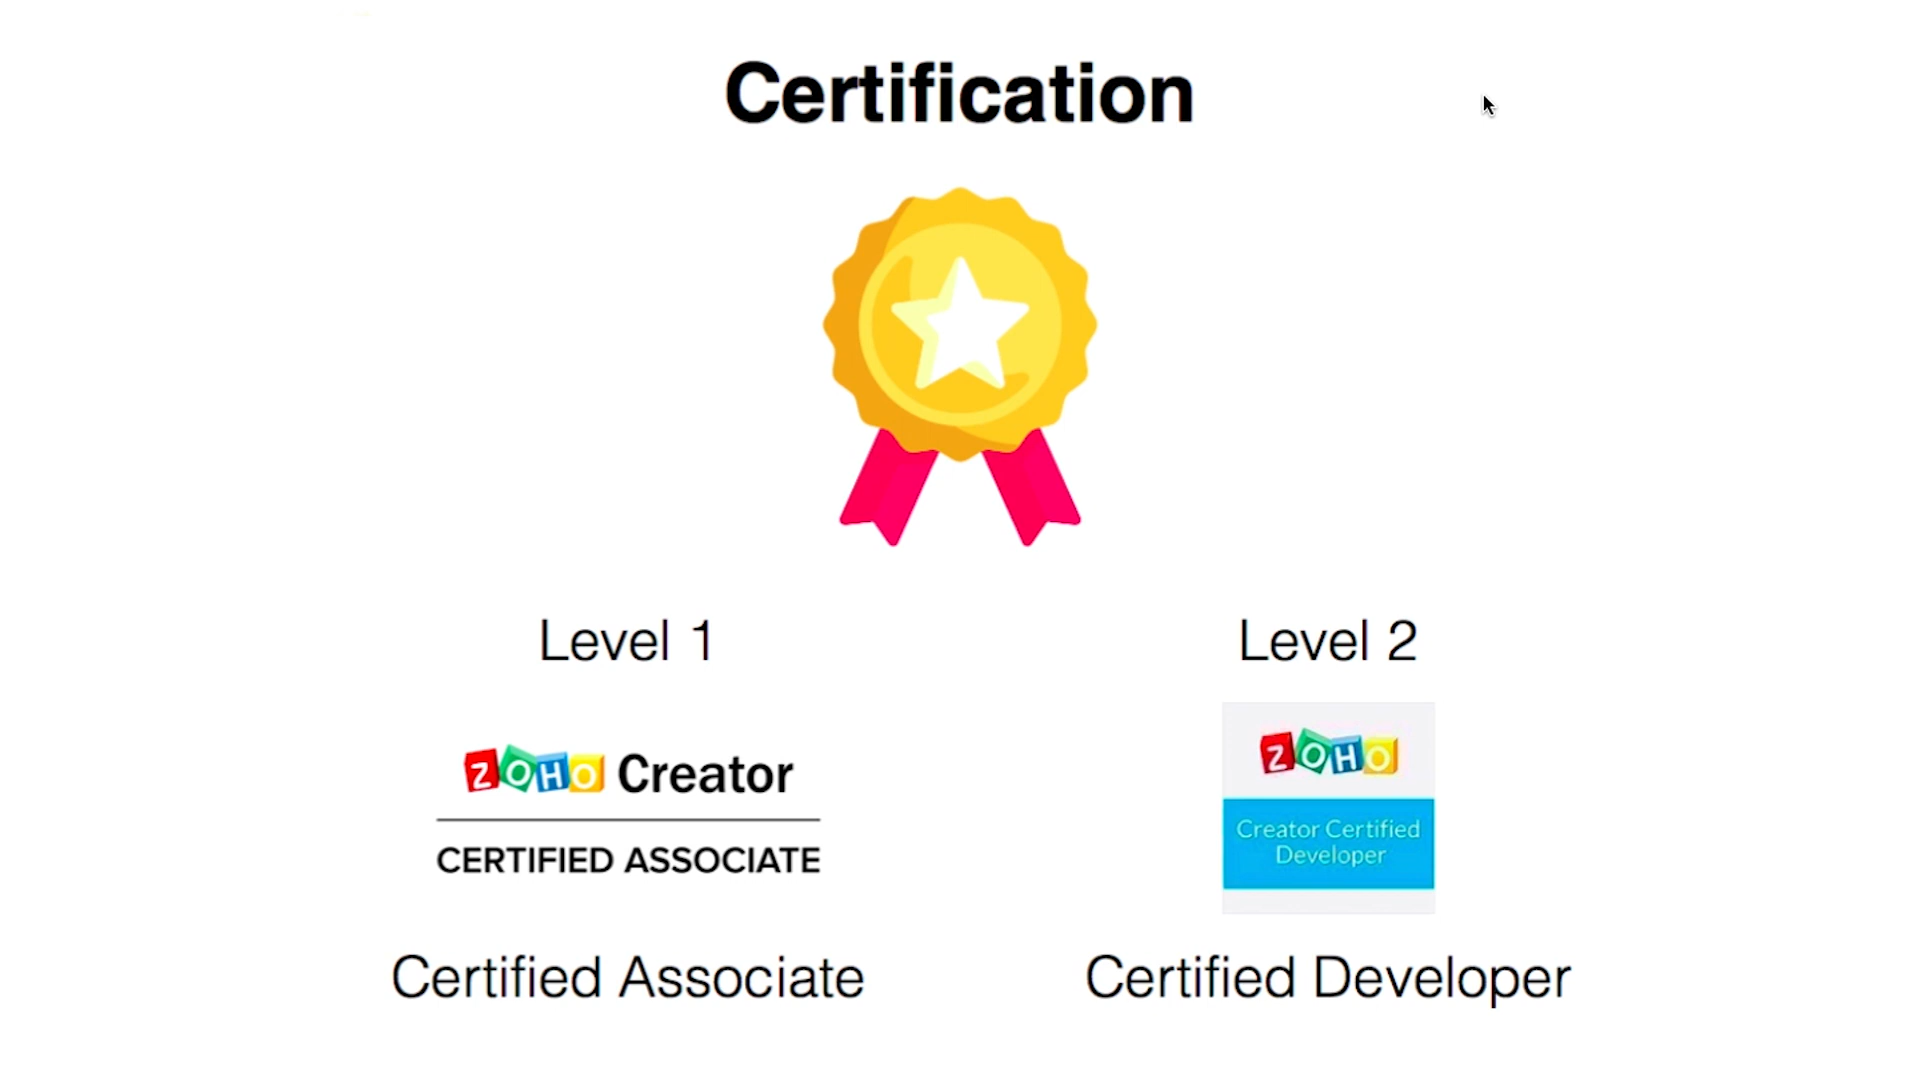 Certification
Level 1
Level 2
ZOHO Creator
CERTIFIED ASSOCIATE
ZOHO
Creator Certified
Developer
Certified Associate
Certified Developer